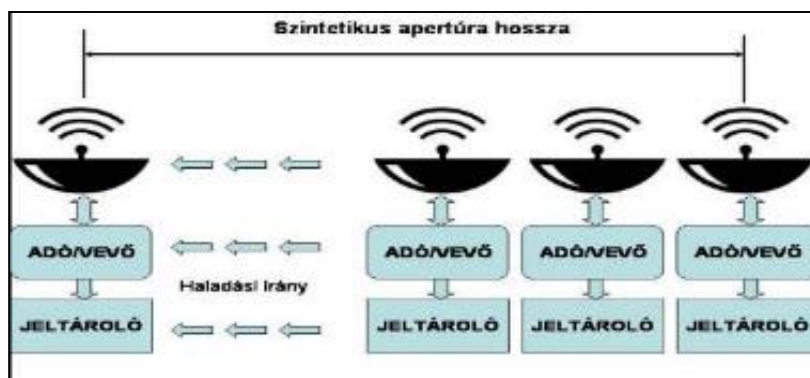 Szintetikus apertúra hossza
ADÓ/VEVŐ ADÓ/VEVŐ ADÓ/VEVŐ ADÓ/VEVŐ
Haladási irány
JELTÁROLÓ JELTÁROLÓ JELTÁROLÓ JELTÁROLÓ